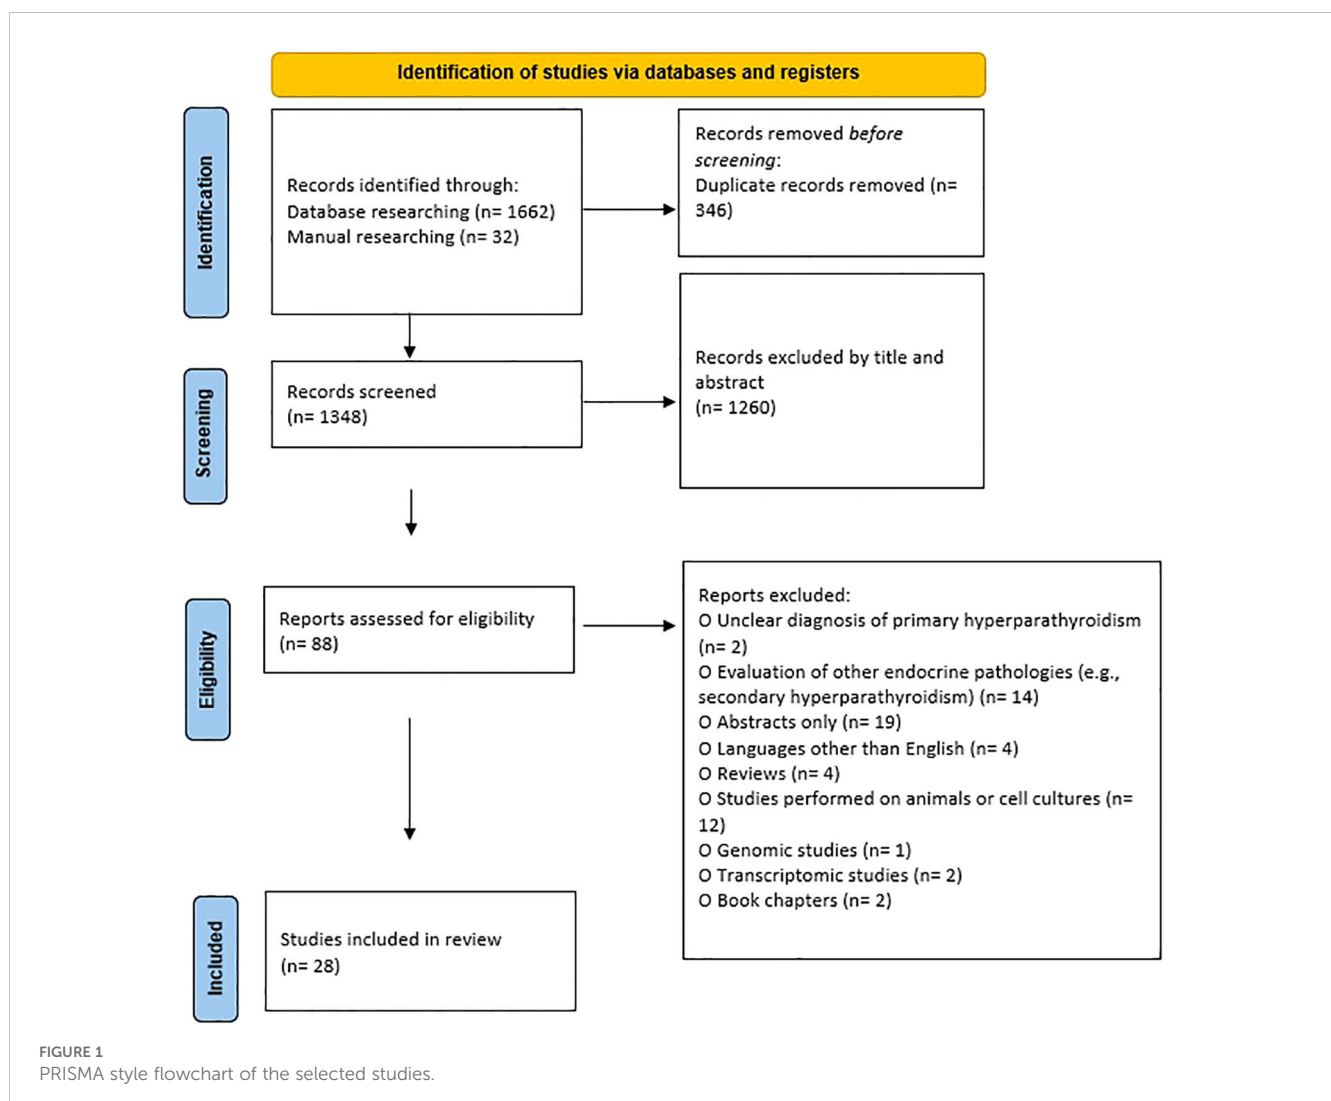 Identification of studies via databases and registers
Identification
Records identified through:
Database researching (n= 1662)
Manual researching (n= 32)
Records removed before
screening:
Duplicate records removed (n=
346)
Screening
Records screened
(n= 1348)
Records excluded by title and
abstract
(n= 1260)
Eligibility
Reports assessed for eligibility
(n= 88)
Reports excluded:
O Unclear diagnosis of primary hyperparathyroidism
(n= 2)
O Evaluation of other endocrine pathologies (e.g.,
secondary hyperparathyroidism) (n= 14)
O Abstracts only (n= 19)
O Languages other than English (n= 4)
O Reviews (n= 4)
O Studies performed on animals or cell cultures (n=
12)
O Genomic studies (n= 1)
O Transcriptomic studies (n= 2)
O Book chapters (n= 2)
Included
Studies included in review
(n= 28)
FIGURE 1
PRISMA style flowchart of the selected studies.